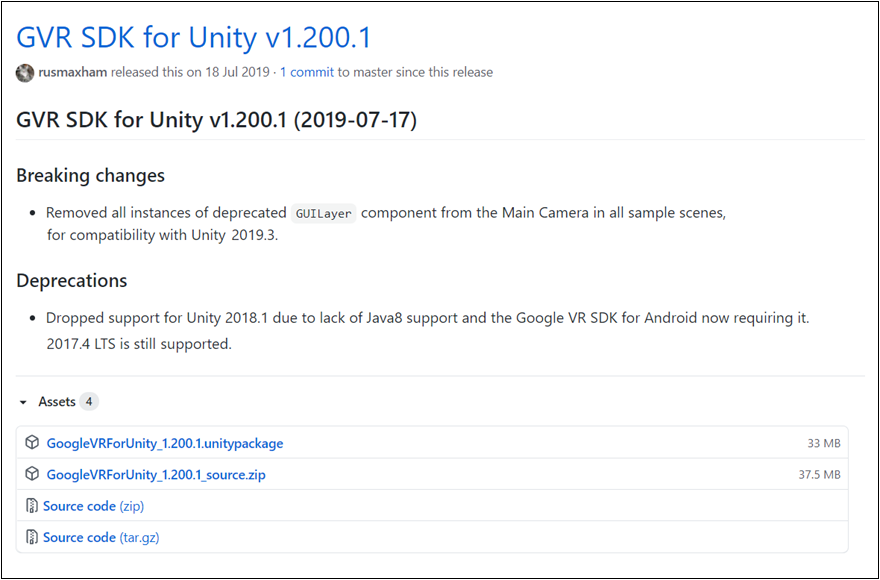 GVR SDK for Unity v1.200.1
rusmaxham released this on 18 Jul 2019 · 1 commit to master since this release
GVR SDK for Unity v1.200.1 (2019-07-17)
Breaking changes
• Removed all instances of deprecated GUILayer component from the Main Camera in all sample scenes,
for compatibility with Unity 2019.3.
Deprecations
• Dropped support for Unity 2018.1 due to lack of Java8 support and the Google VR SDK for Android now requiring it.
2017.4 LTS is still supported.
Assets 4
GoogleVRForUnity_1.200.1.unitypackage 33 MB
GoogleVRForUnity_1.200.1_source.zip 37.5 MB
Source code (zip)
Source code (tar.gz)